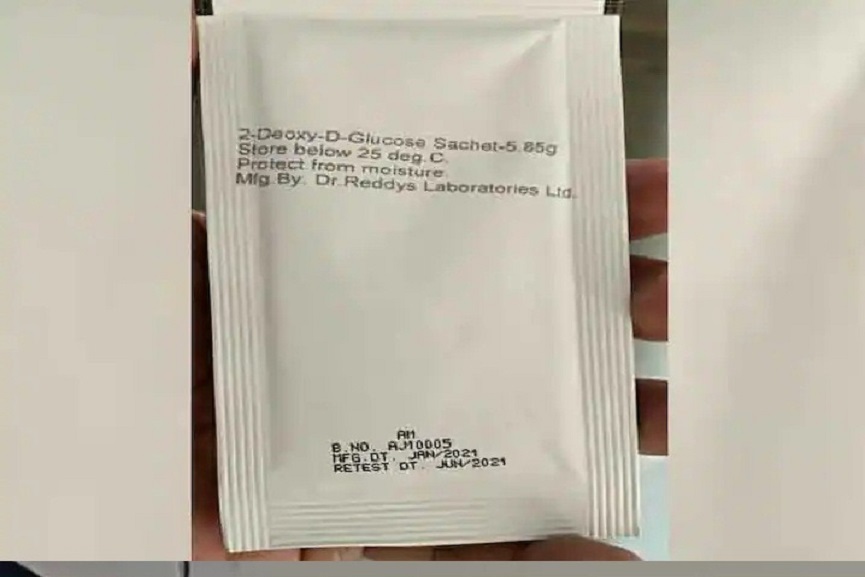 2-Deoxy-D-Glucose Sachet-5.85g
Store below 25 deg.C.
Protect from moisture.
Mfg.By. Dr.Reddys Laboratories Ltd.
AM
B.NO. AJ10005
MFG.DT. JAN/2021
RETEST DT. JUN/2021